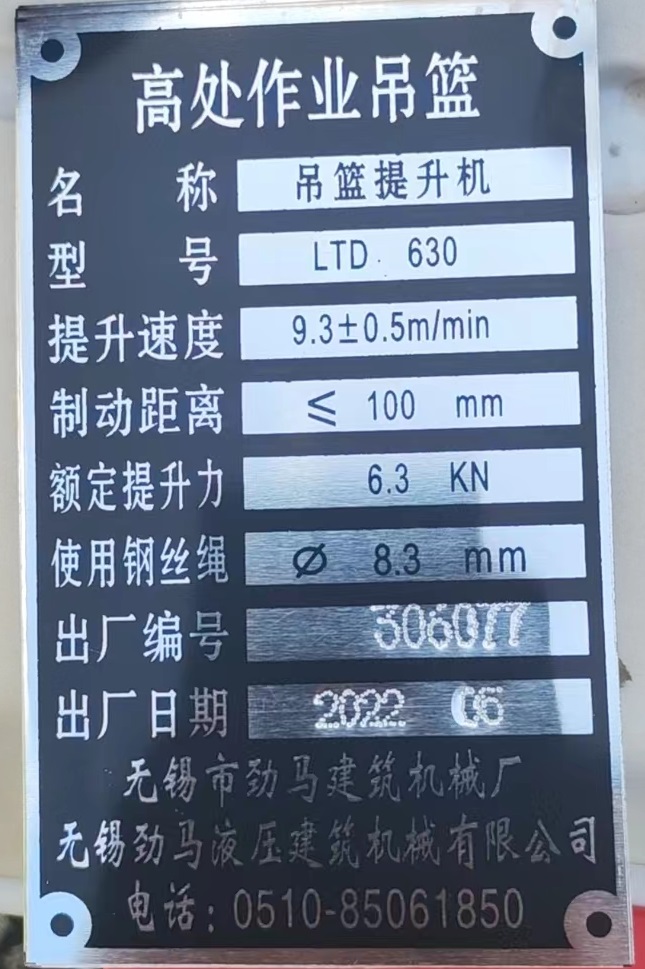 高处作业吊篮
名 称 吊篮提升机
型 号 LTD 630
提升速度 9.3±0.5m/min
制动距离 ≤ 100 mm
额定提升力 6.3 KN
使用钢丝绳 Ø 8.3 mm
出厂编号 506077
出厂日期 2022 06
无锡市劲马建筑机械厂
无锡劲马液压建筑机械有限公司
电话：0510-85061850